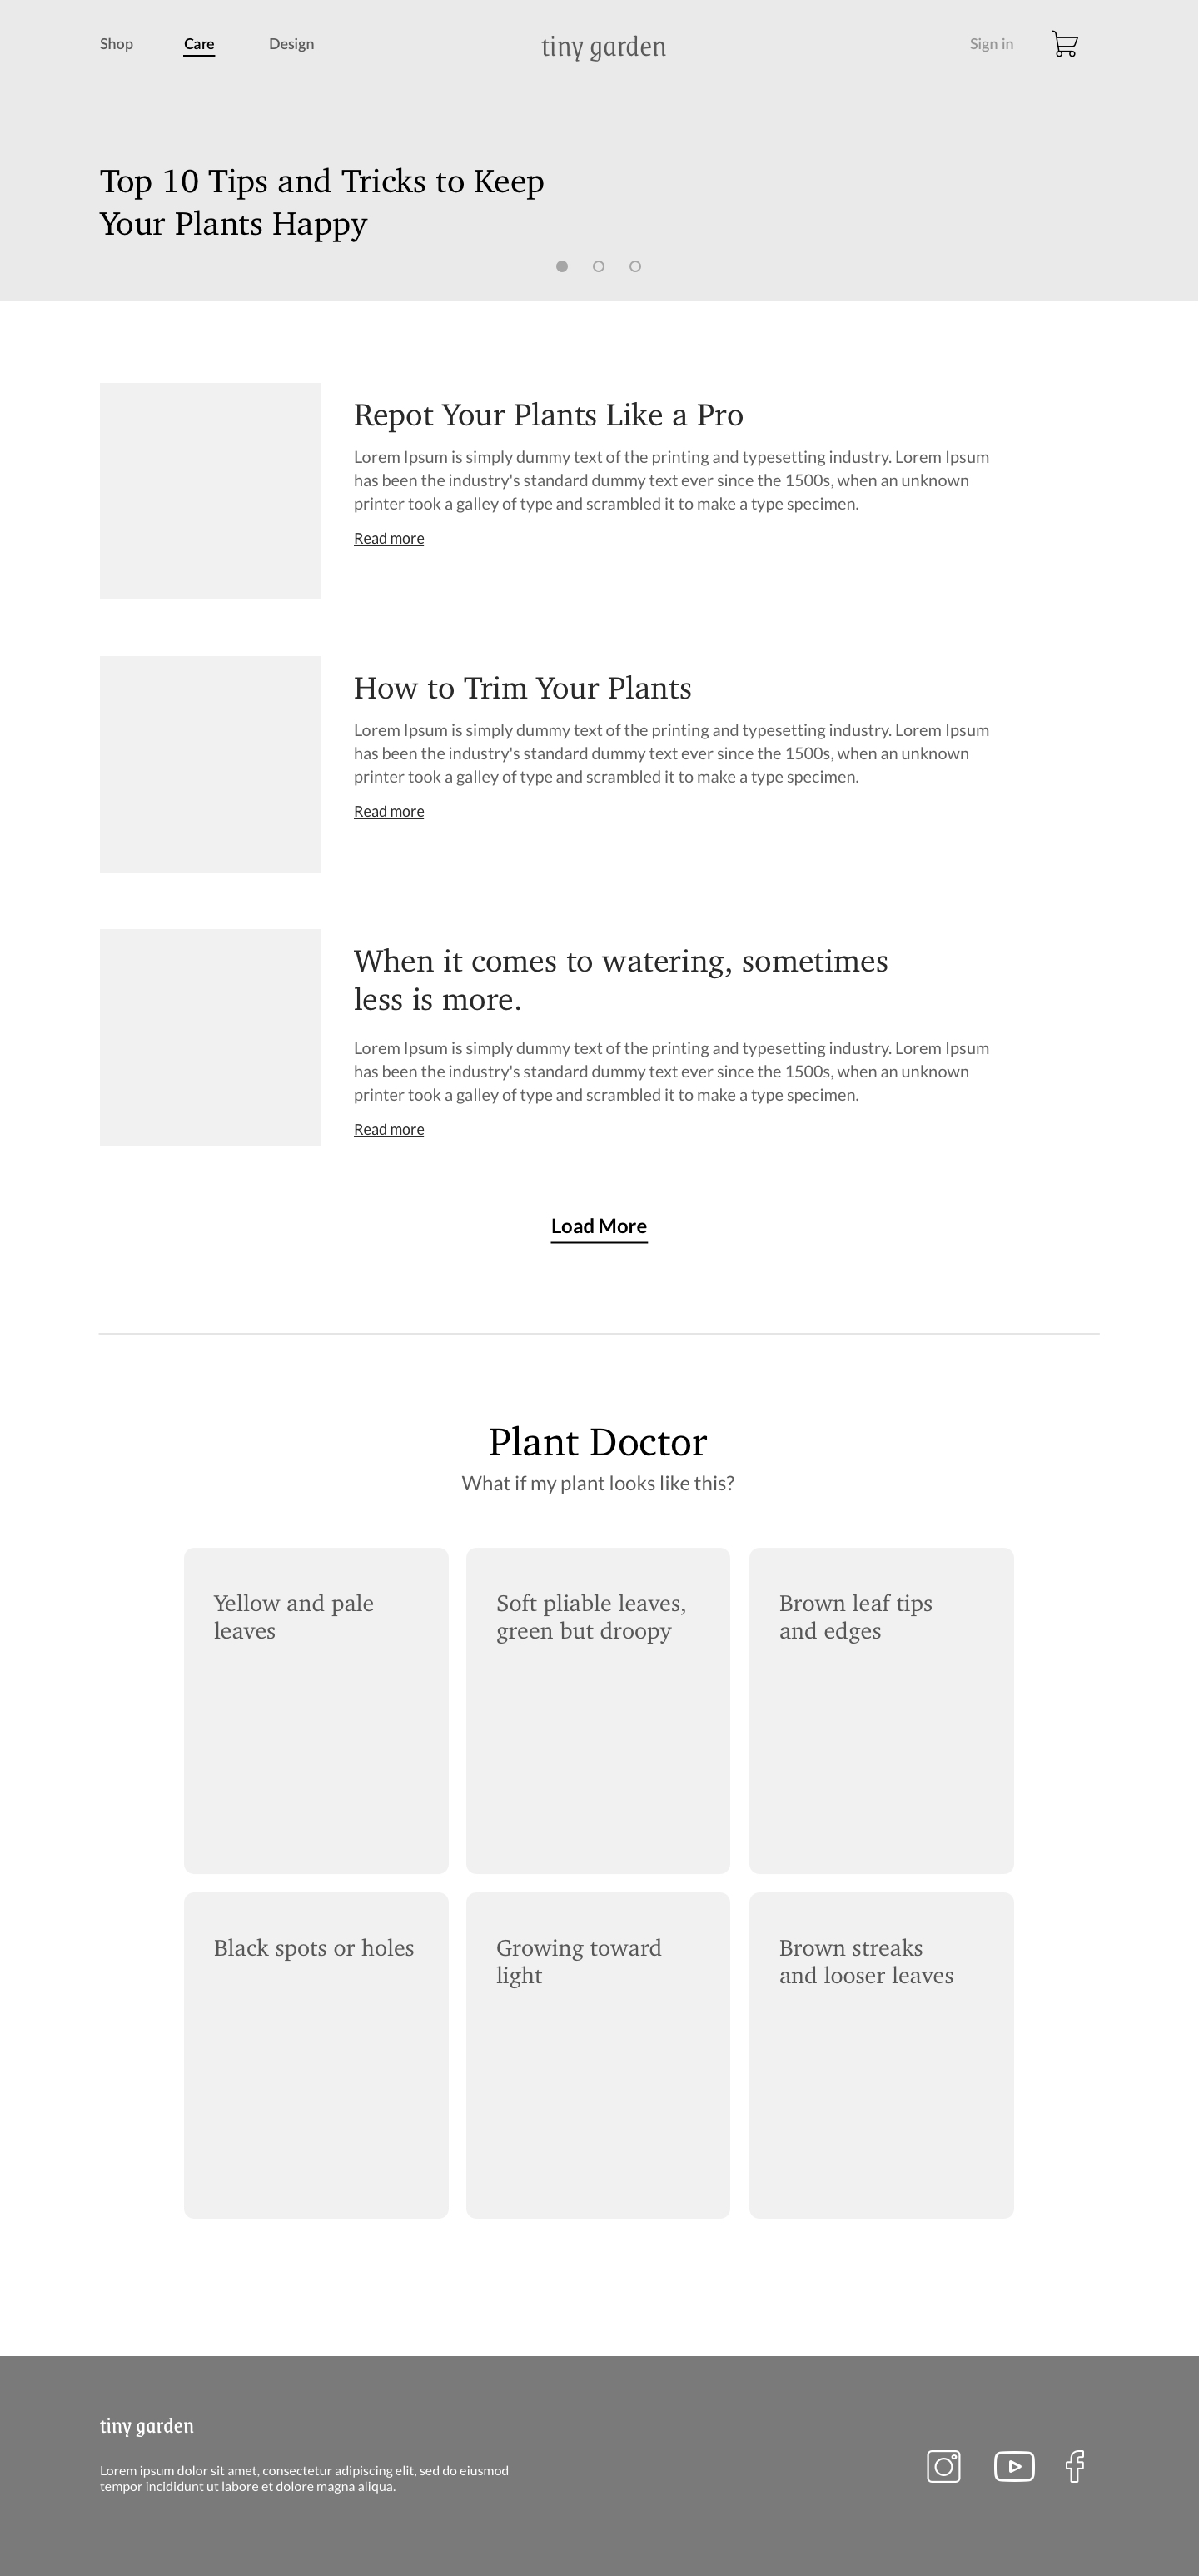 Shop
Care
Design
tiny garden
Sign in
Top 10 Tips and Tricks to Keep
Your Plants Happy
Repot Your Plants Like a Pro
Lorem Ipsum is simply dummy text of the printing and typesetting industry. Lorem Ipsum
has been the industry's standard dummy text ever since the 1500s, when an unknown
printer took a galley of type and scrambled it to make a type specimen.
Read more
How to Trim Your Plants
Lorem Ipsum is simply dummy text of the printing and typesetting industry. Lorem Ipsum
has been the industry's standard dummy text ever since the 1500s, when an unknown
printer took a galley of type and scrambled it to make a type specimen.
Read more
When it comes to watering, sometimes
less is more.
Lorem Ipsum is simply dummy text of the printing and typesetting industry. Lorem Ipsum
has been the industry's standard dummy text ever since the 1500s, when an unknown
printer took a galley of type and scrambled it to make a type specimen.
Read more
Load More
Plant Doctor
What if my plant looks like this?
Yellow and pale
leaves
Soft pliable leaves,
green but droopy
Brown leaf tips
and edges
Black spots or holes
Growing toward
light
Brown streaks
and looser leaves
tiny garden
Lorem ipsum dolor sit amet, consectetur adipiscing elit, sed do eiusmod
tempor incididunt ut labore et dolore magna aliqua.